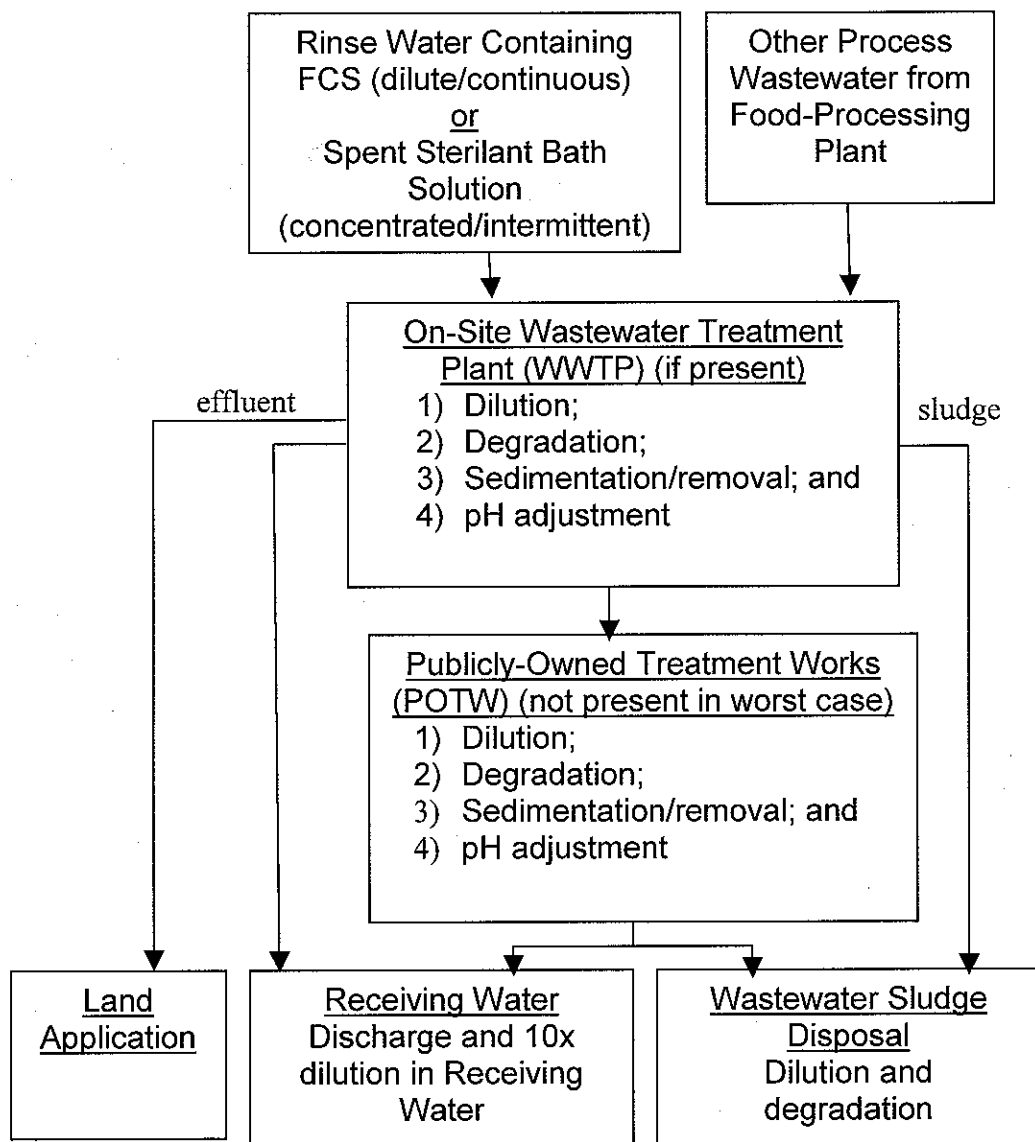 Rinse Water Containing
FCS (dilute/continuous)
or
Spent Sterilant Bath
Solution
(concentrated/intermittent)
Other Process
Wastewater from
Food-Processing
Plant
On-Site Wastewater Treatment
Plant (WWTP) (if present)
1) Dilution;
2) Degradation;
3) Sedimentation/removal; and
4) pH adjustment
effluent
sludge
Publicly-Owned Treatment Works
(POTW) (not present in worst case)
1) Dilution;
2) Degradation;
3) Sedimentation/removal; and
4) pH adjustment
Land
Application
Receiving Water
Discharge and 10x
dilution in Receiving
Water
Wastewater Sludge
Disposal
Dilution and
degradation